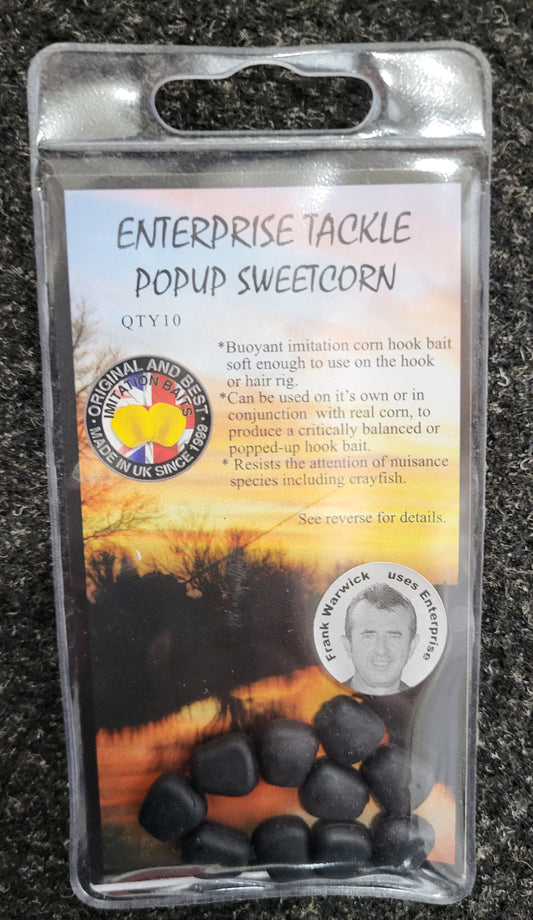 ENTERPRISE TACKLE
POPUP SWEETCORN
QTY10
*Buoyant imitation corn hook bait
soft enough to use on the hook
or hair rig.
*Can be used on it's own or in
conjunction with real corn, to
produce a critically balanced or
popped-up hook bait.
* Resists the attention of nuisance
species including crayfish.
See reverse for details.
ORIGINAL AND BEST
IMITATION BAITS
MADE IN UK SINCE 1999
Frank Warwick uses Enterprise